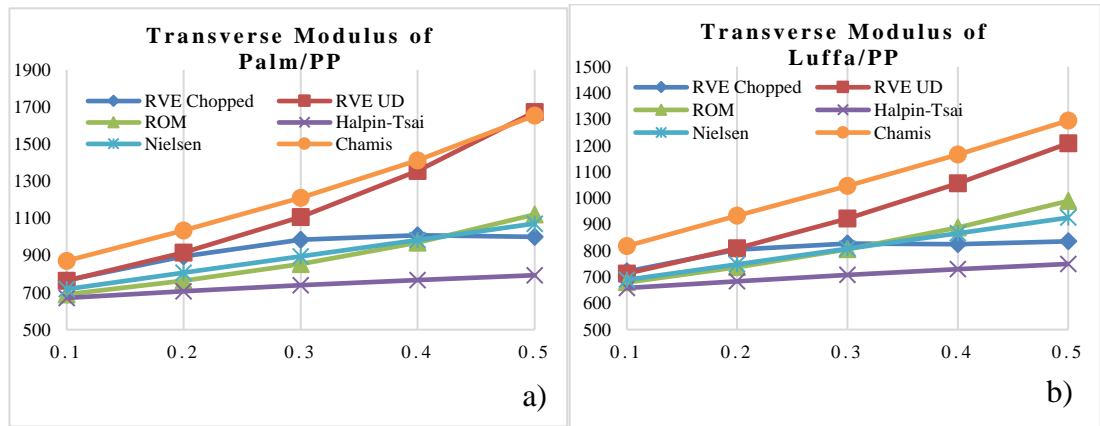 Transverse Modulus of
Palm/PP
1900
1700
1500
1300
1100
900
700
500
RVE Chopped RVE UD
ROM Halpin-Tsai
Nielsen Chamis
0.1 0.2 0.3 0.4 0.5
a)
Transverse Modulus of
Luffa/PP
1500
1400
1300
1200
1100
1000
900
800
700
600
500
RVE Chopped RVE UD
ROM Halpin-Tsai
Nielsen Chamis
0.1 0.2 0.3 0.4 0.5
b)